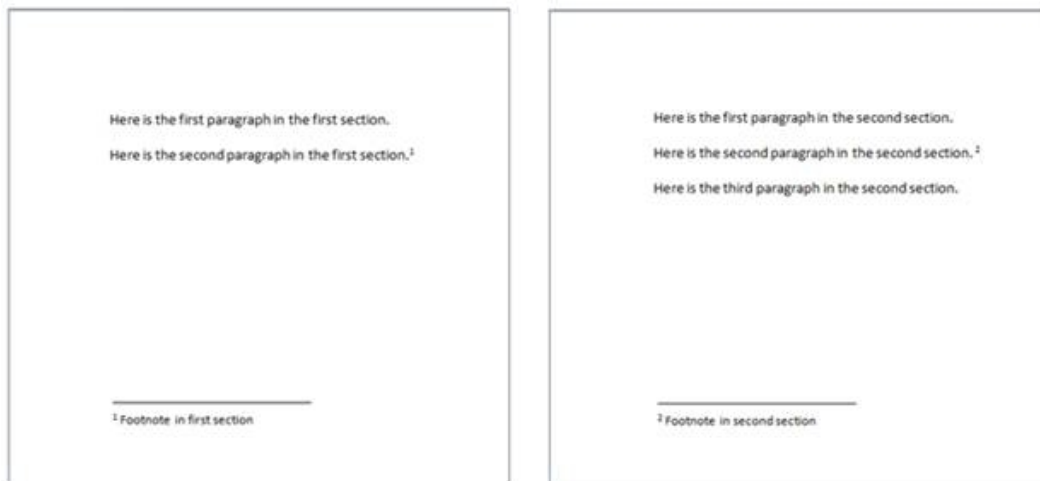 Here is the first paragraph in the first section.
Here is the second paragraph in the first section.¹
¹ Footnote in first section
Here is the first paragraph in the second section.
Here is the second paragraph in the second section. ²
Here is the third paragraph in the second section.
² Footnote in second section